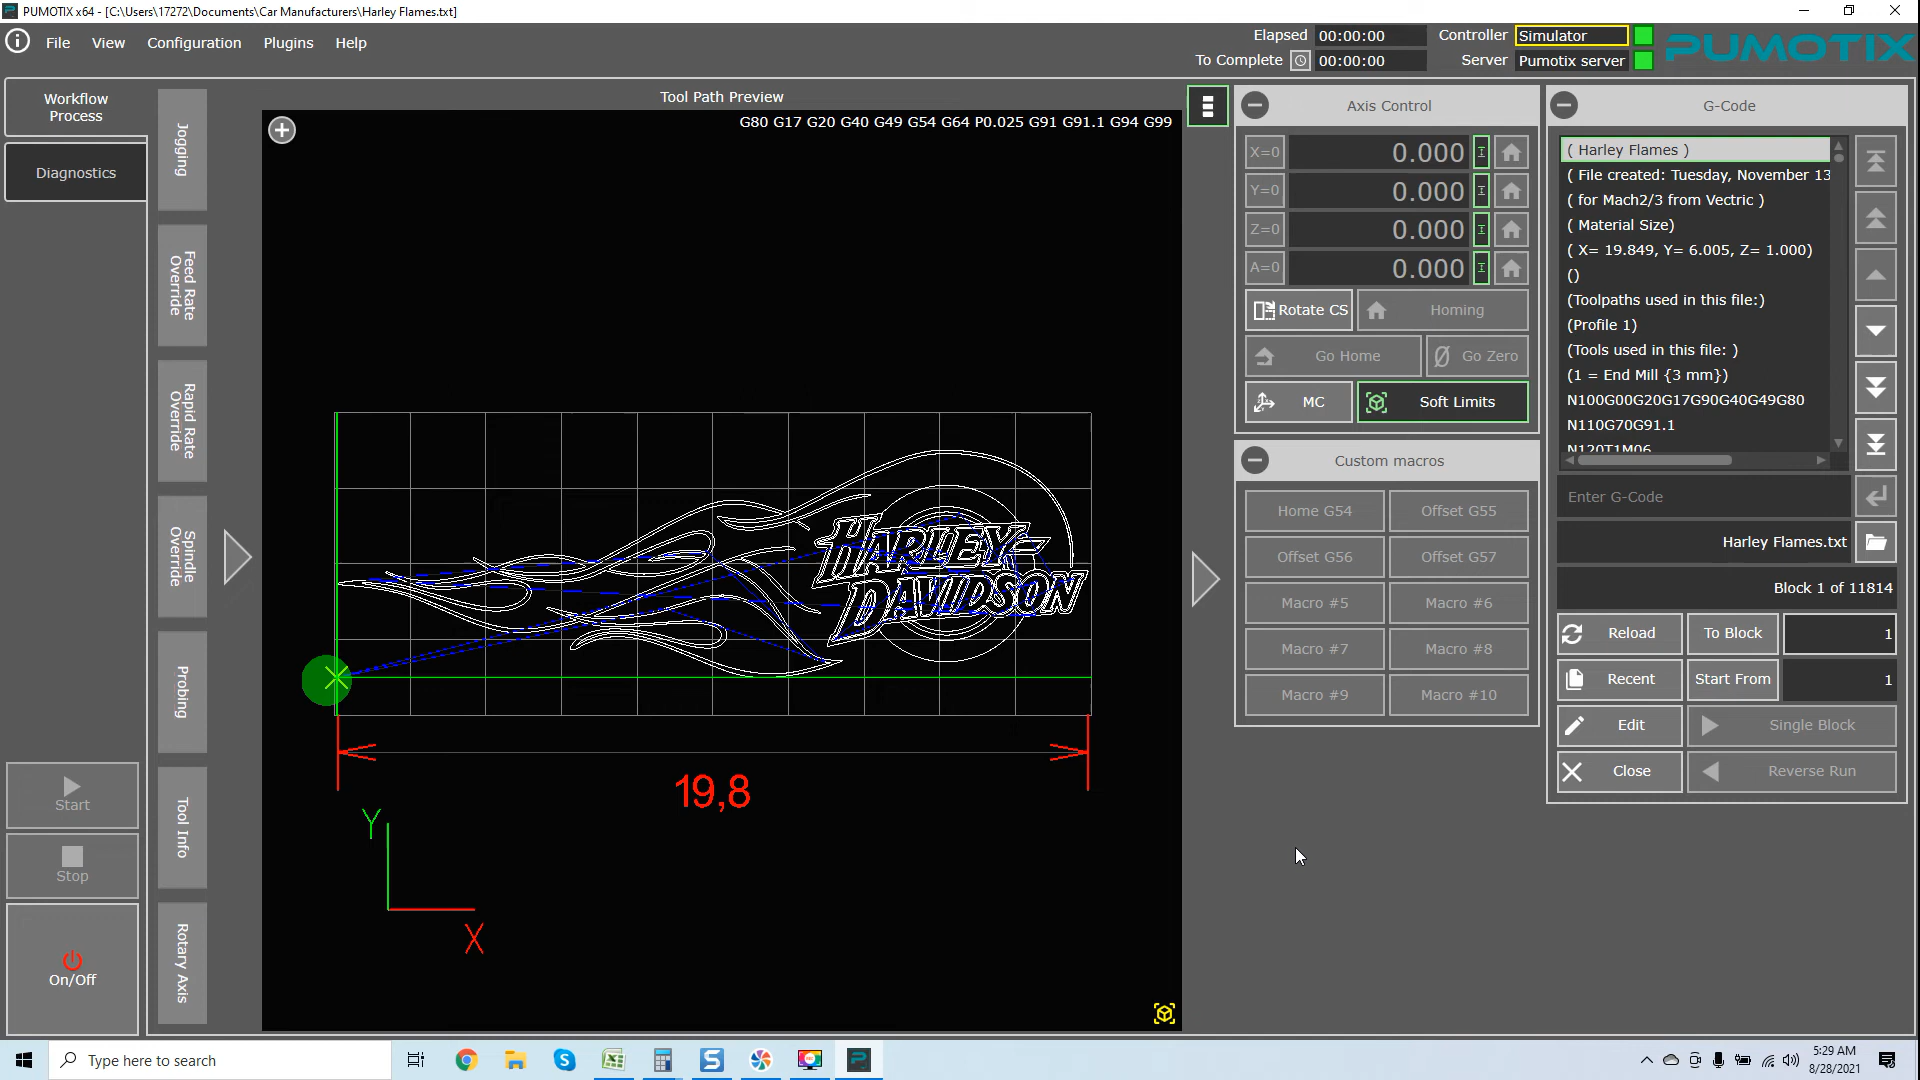 PUMOTIX x64 - [C:\Users\17272\Documents\Car Manufacturers\Harley Flames.txt]
File View Configuration Plugins Help
Elapsed 00:00:00 Controller Simulator
To Complete 00:00:00 Server Pumotix server
PUMOTIX
Workflow
Process
Diagnostics
Start
Stop
On/Off
Jogging
Feed Rate
Override
Rapid Rate
Override
Spindle
Override
Probing
Tool Info
Rotary Axis
Tool Path Preview
G80 G17 G20 G40 G49 G54 G64 P0.025 G91 G91.1 G94 G99
HARLEY-
DAVIDSON
19,8
Y
X
Axis Control
X=0 0.000
Y=0 0.000
Z=0 0.000
A=0 0.000
Rotate CS Homing
Go Home Go Zero
MC Soft Limits
Custom macros
Home G54 Offset G55
Offset G56 Offset G57
Macro #5 Macro #6
Macro #7 Macro #8
Macro #9 Macro #10
G-Code
( Harley Flames )
( File created: Tuesday, November 13
( for Mach2/3 from Vectric )
( Material Size)
( X= 19.849, Y= 6.005, Z= 1.000)
()
(Toolpaths used in this file:)
(Profile 1)
(Tools used in this file: )
(1 = End Mill {3 mm})
N100G00G20G17G90G40G49G80
N110G70G91.1
N120T1M06
Enter G-Code
Harley Flames.txt
Block 1 of 11814
Reload To Block 1
Recent Start From 1
Edit Single Block
Close Reverse Run
Type here to search
5:29 AM
8/28/2021